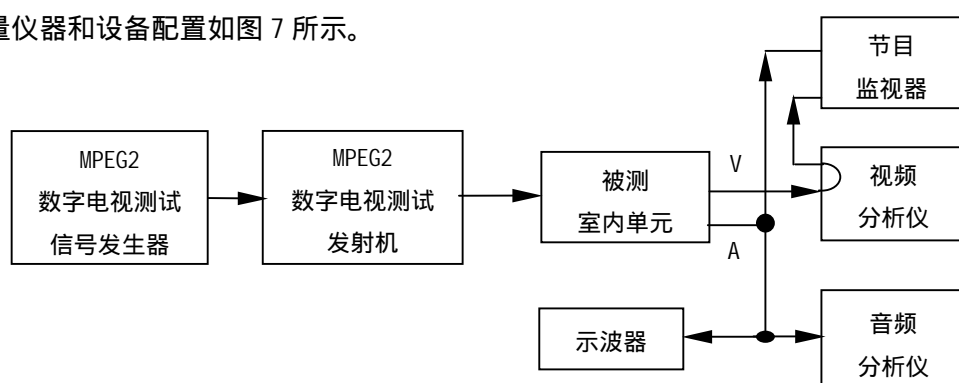 量仪器和设备配置如图 7 所示。
MPEG2
数字电视测试
信号发生器
MPEG2
数字电视测试
发射机
被测
室内单元
V
A
节目
监视器
视频
分析仪
示波器
音频
分析仪